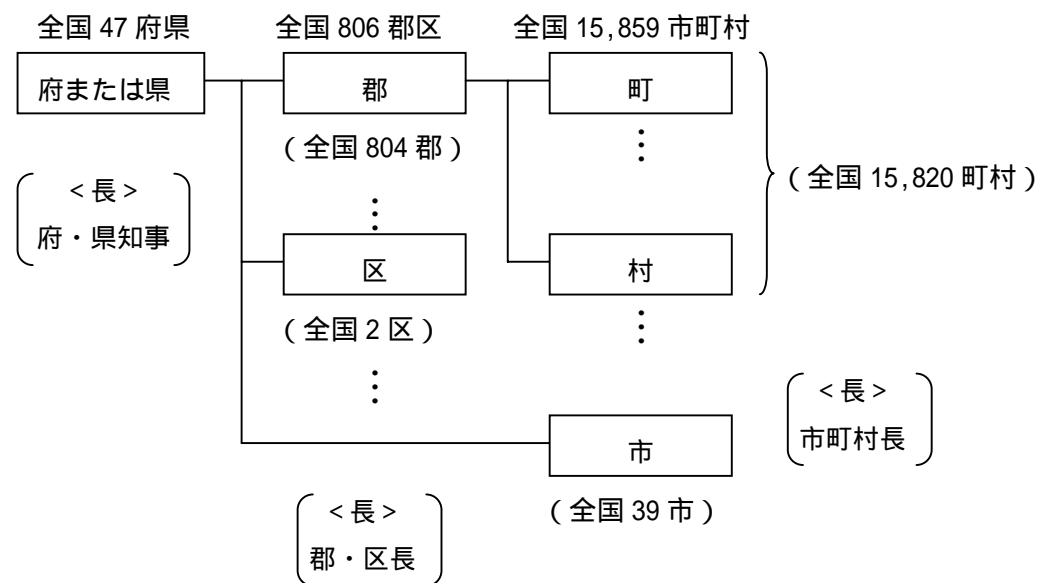 全国 47 府県
全国 806 郡区
全国 15,859 市町村
府または県
郡
町
(全国 804 郡)
⋮
(全国 15,820 町村)
<長>
府・県知事
⋮
区
村
(全国 2 区)
⋮
⋮
<長>
市町村長
市
(全国 39 市)
<長>
郡・区長